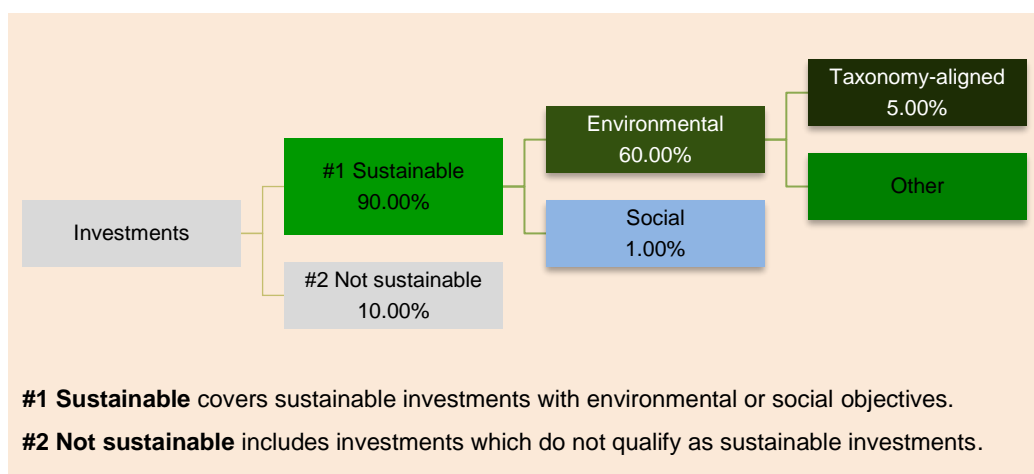 Investments
#1 Sustainable
90.00%
#2 Not sustainable
10.00%
Environmental
60.00%
Social
1.00%
Taxonomy-aligned
5.00%
Other
#1 Sustainable covers sustainable investments with environmental or social objectives.
#2 Not sustainable includes investments which do not qualify as sustainable investments.